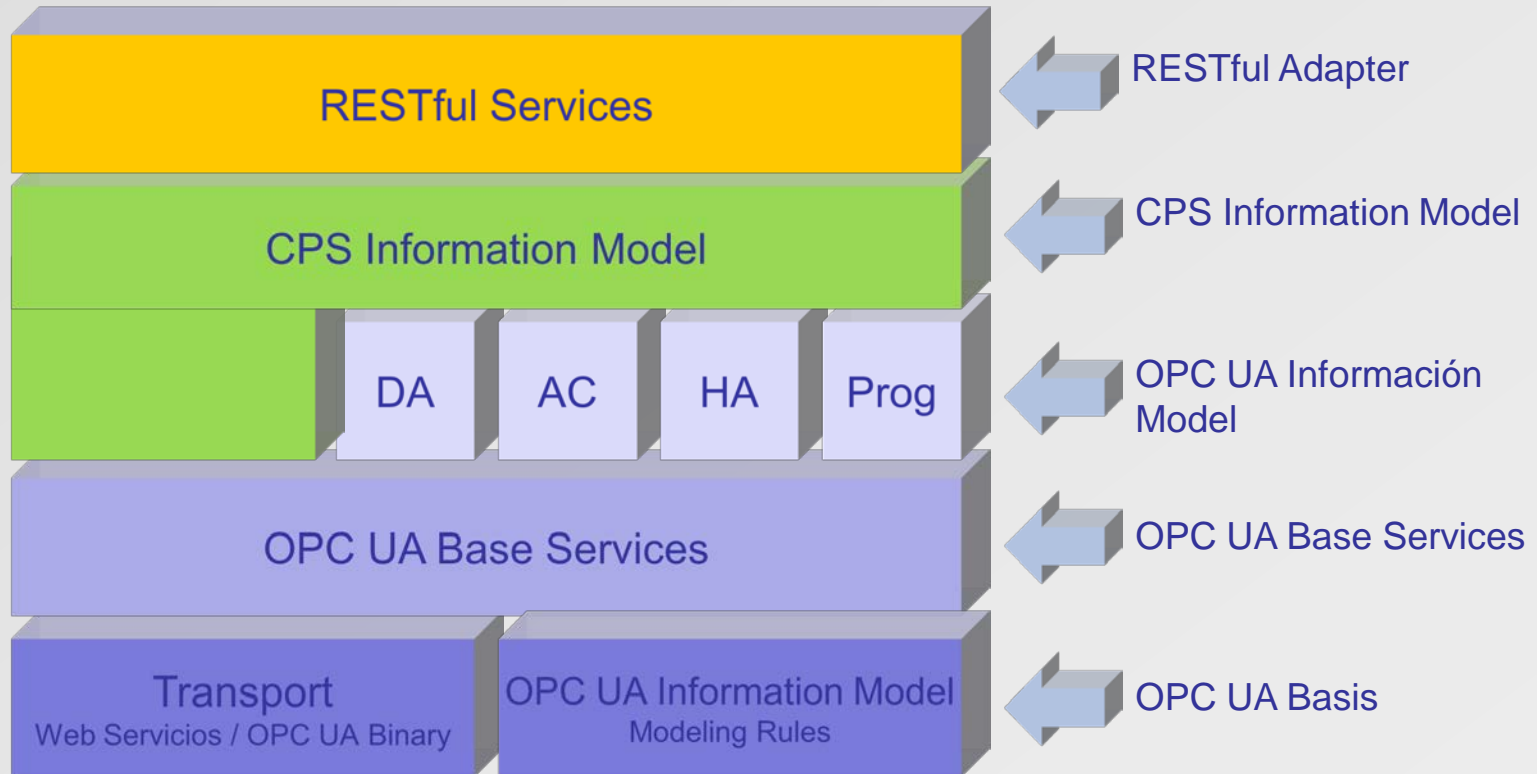 RESTful Services
RESTful Adapter
CPS Information Model
CPS Information Model
DA
AC
HA
Prog
OPC UA Información
Model
OPC UA Base Services
OPC UA Base Services
Transport
Web Servicios / OPC UA Binary
OPC UA Information Model
Modeling Rules
OPC UA Basis